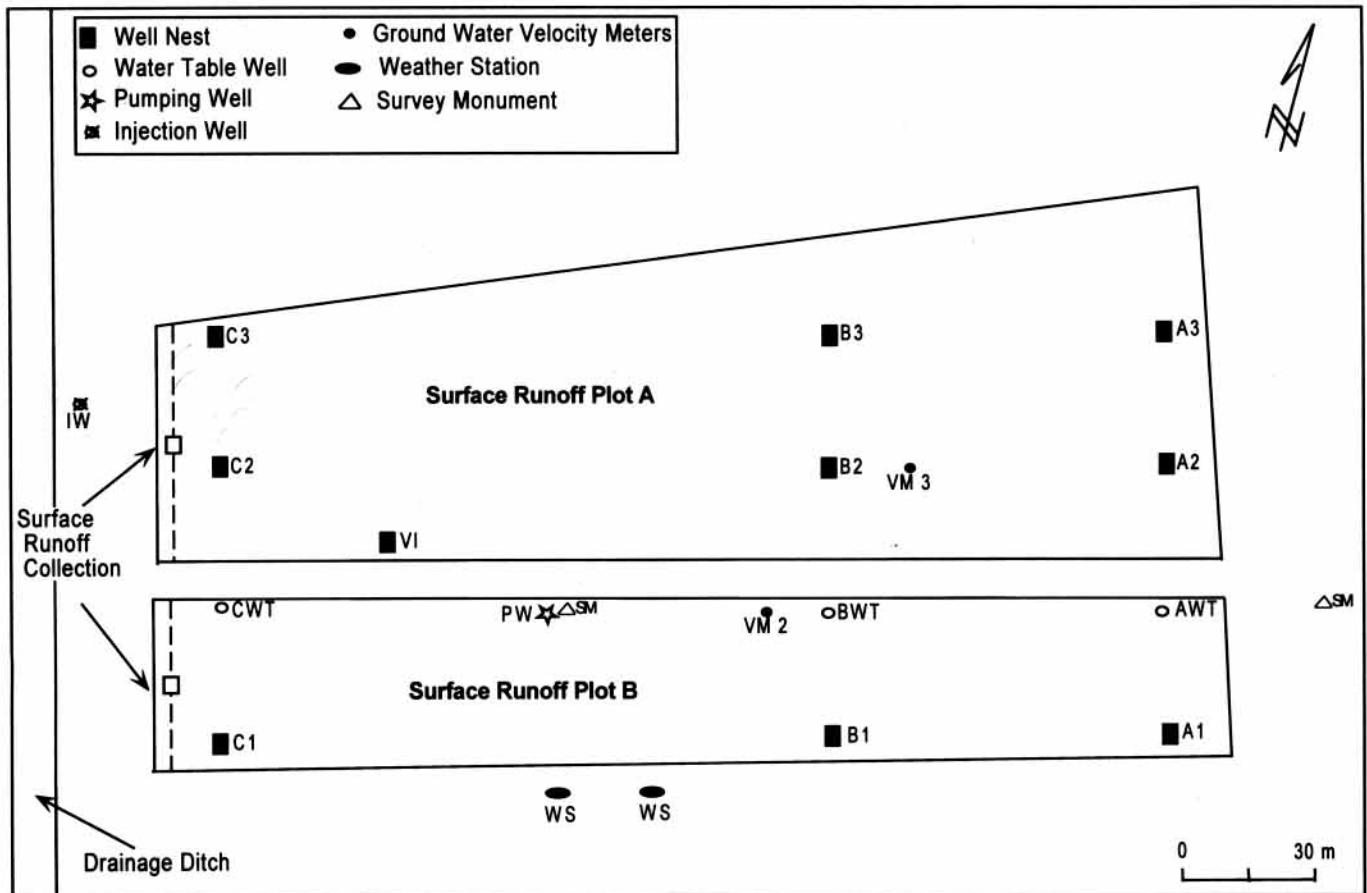 Well Nest
Water Table Well
Pumping Well
Injection Well
Ground Water Velocity Meters
Weather Station
Survey Monument
N
C3
B3
A3
Surface Runoff Plot A
IW
C2
B2
VM 3
A2
Surface
Runoff
Collection
VI
CWT
PW
SM
VM 2
BWT
AWT
SM
Surface Runoff Plot B
C1
B1
A1
WS
WS
Drainage Ditch
0
30 m